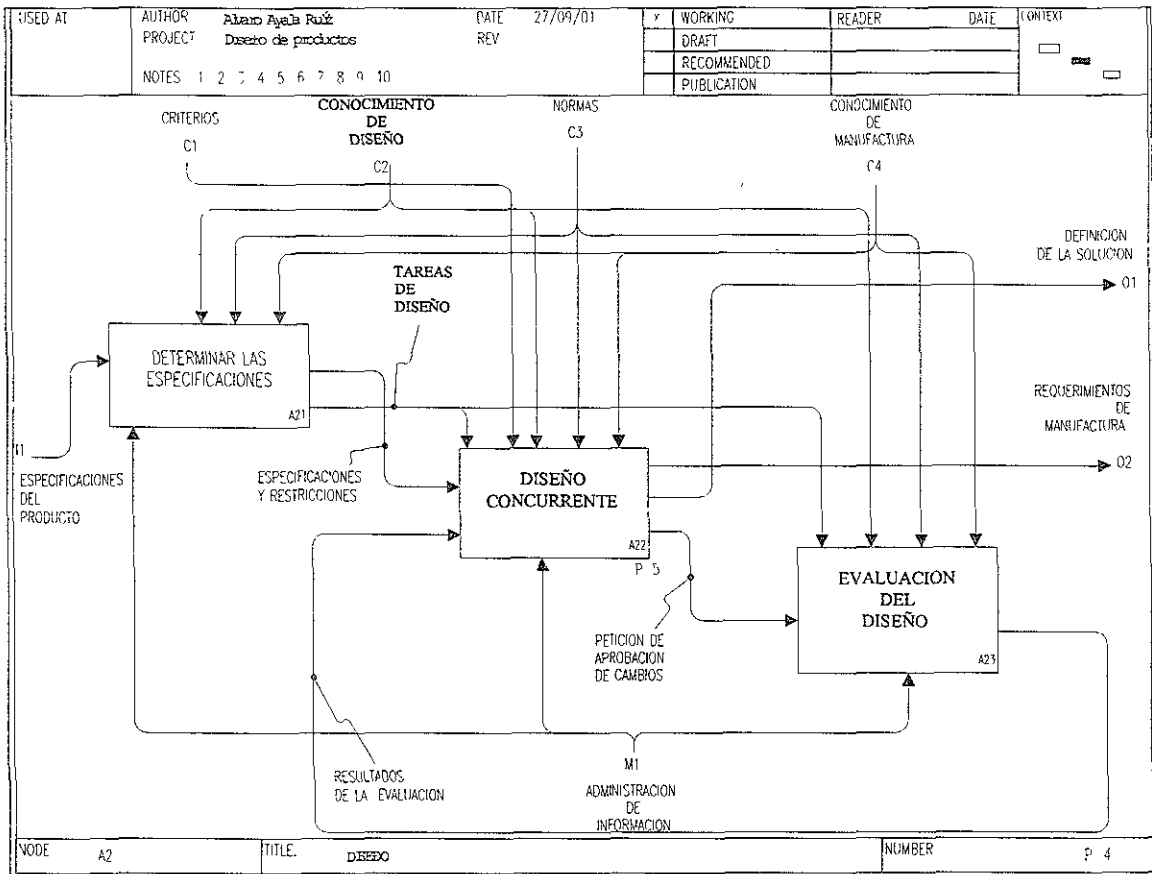 USED AT
AUTHOR Alvaro Ayala Ruíz
DATE 27/09/01
PROJECT Diseño de productos
REV
NOTES 1 2 3 4 5 6 7 8 9 10
x WORKING
DRAFT
RECOMMENDED
PUBLICATION
READER DATE
CONTEXT
CRITERIOS
C1
CONOCIMIENTO
DE
DISEÑO
C2
NORMAS
C3
CONOCIMIENTO
DE
MANUFACTURA
C4
DEFINICION
DE LA SOLUCION
O1
TAREAS
DE
DISEÑO
DETERMINAR LAS
ESPECIFICACIONES
A21
REQUERIMIENTOS
DE
MANUFACTURA
O2
I1
ESPECIFICACIONES
DEL
PRODUCTO
ESPECIFICACIONES
Y RESTRICCIONES
DISEÑO
CONCURRENTE
A22
P 5
EVALUACION
DEL
DISEÑO
A23
PETICION DE
APROBACION
DE CAMBIOS
RESULTADOS
DE LA EVALUACION
M1
ADMINISTRACION
DE
INFORMACION
NODE A2
TITLE.
NUMBER P 4